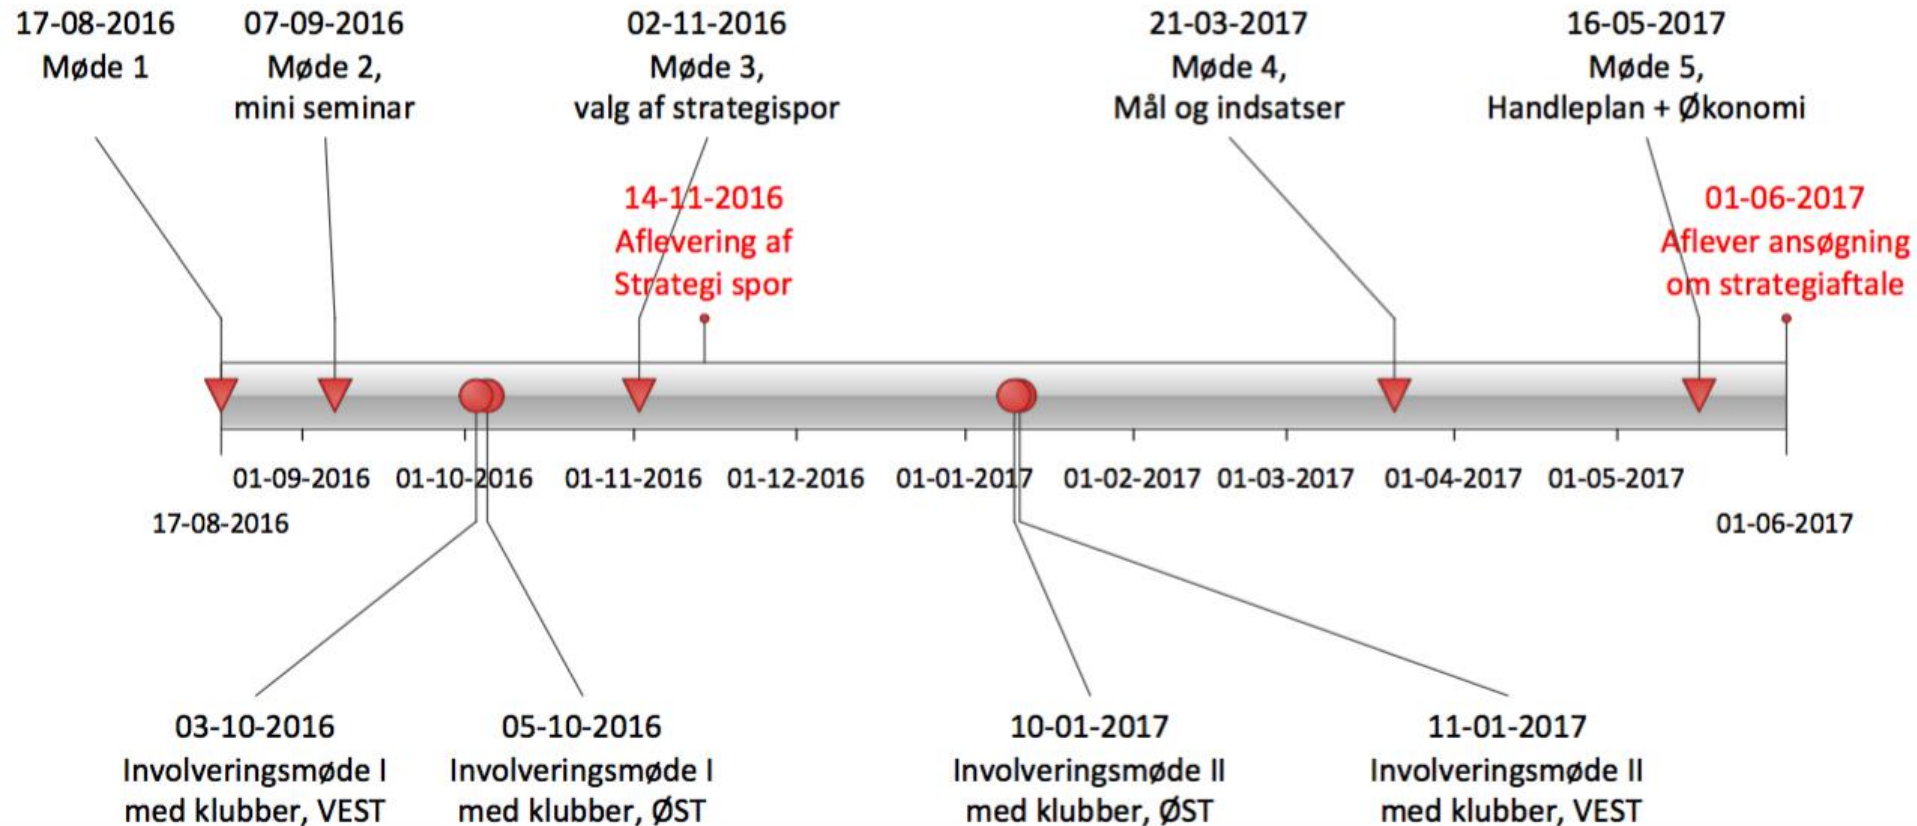 17-08-2016
Møde 1
07-09-2016
Møde 2,
mini seminar
02-11-2016
Møde 3,
valg af strategispor
21-03-2017
Møde 4,
Mål og indsatser
16-05-2017
Møde 5,
Handleplan + Økonomi
14-11-2016
Aflevering af
Strategi spor
01-06-2017
Aflever ansøgning
om strategiaftale
01-09-2016
01-10-2016
01-11-2016
01-12-2016
01-01-2017
01-02-2017
01-03-2017
01-04-2017
01-05-2017
17-08-2016
01-06-2017
03-10-2016
Involveringsmøde I
med klubber, VEST
05-10-2016
Involveringsmøde I
med klubber, ØST
10-01-2017
Involveringsmøde II
med klubber, ØST
11-01-2017
Involveringsmøde II
med klubber, VEST